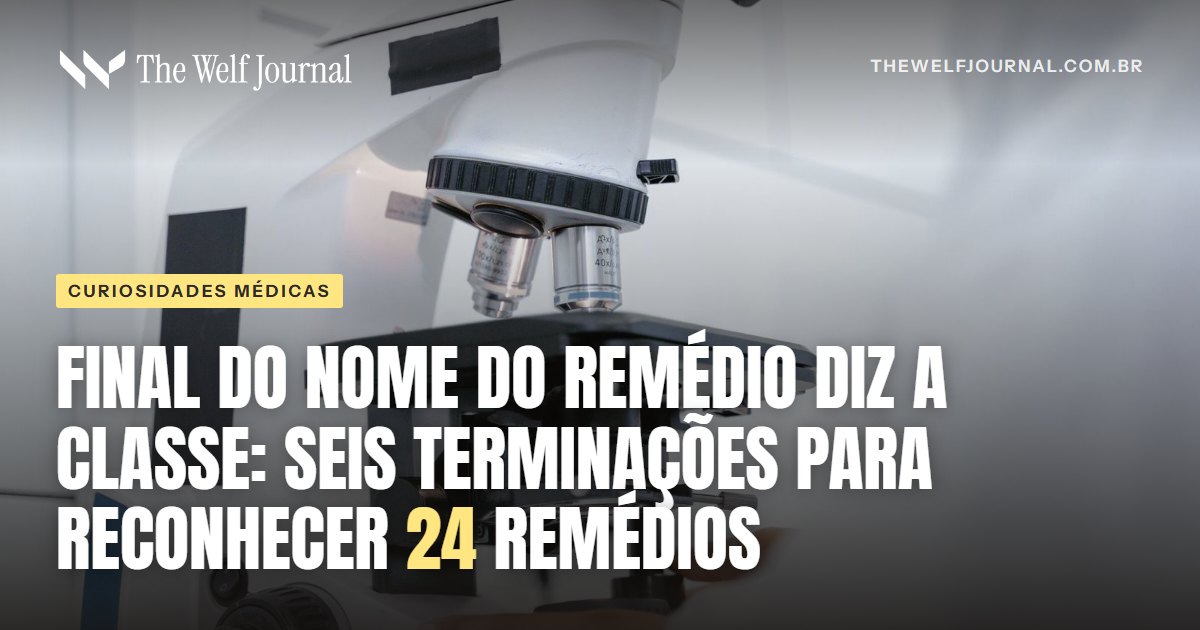 The Welf Journal
THEWELFJOURNAL.COM.BR
CURIOSIDADES MÉDICAS
FINAL DO NOME DO REMÉDIO DIZ A
CLASSE: SEIS TERMINAÇÕES PARA
RECONHECER 24 REMÉDIOS